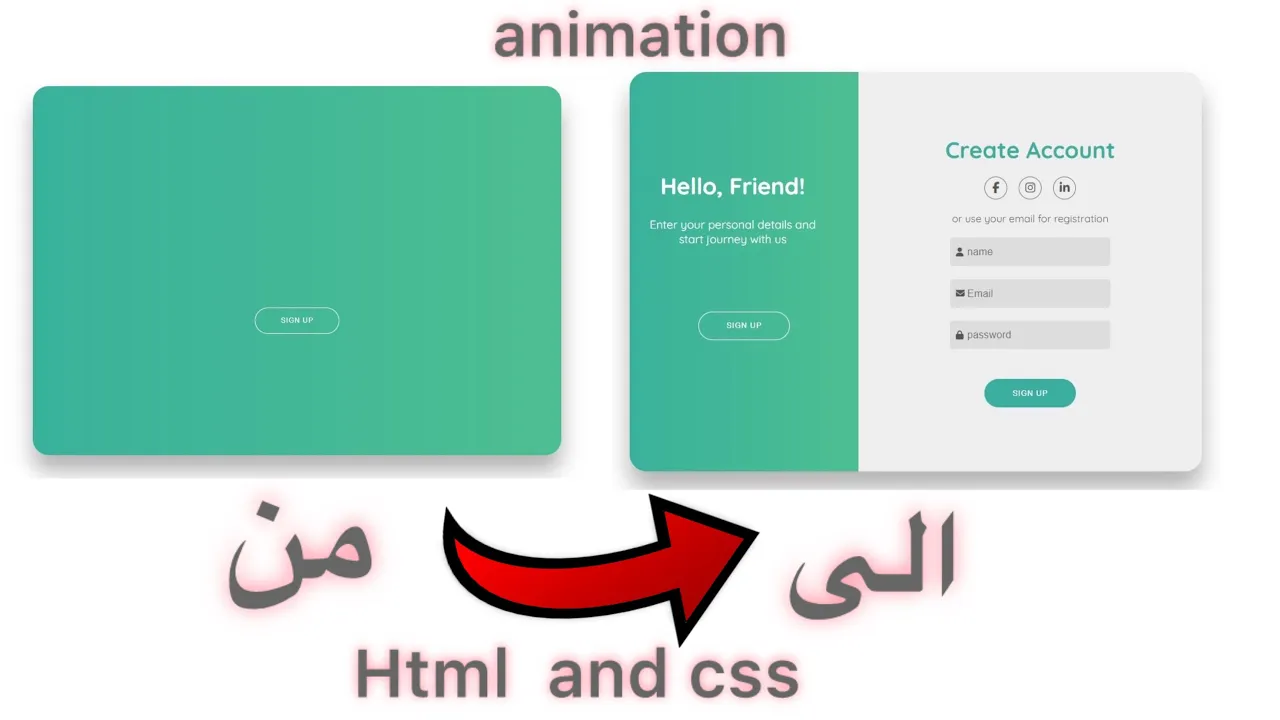 animation
SIGN UP
Hello, Friend!
Enter your personal details and
start journey with us
SIGN UP
Create Account
or use your email for registration
name
Email
password
SIGN UP
من
الى
Html and css